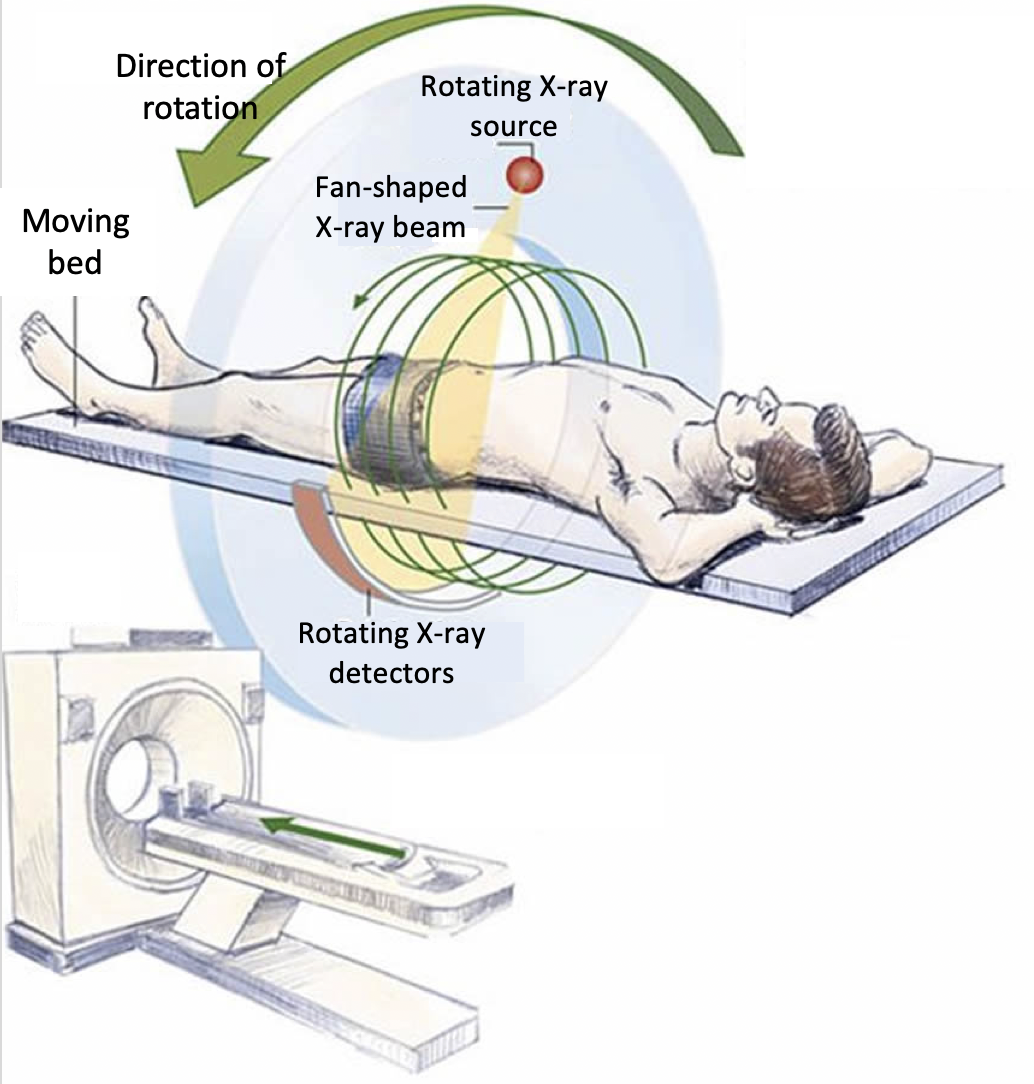 Direction of
rotation
Rotating X-ray
source
Fan-shaped
X-ray beam
Moving
bed
Rotating X-ray
detectors